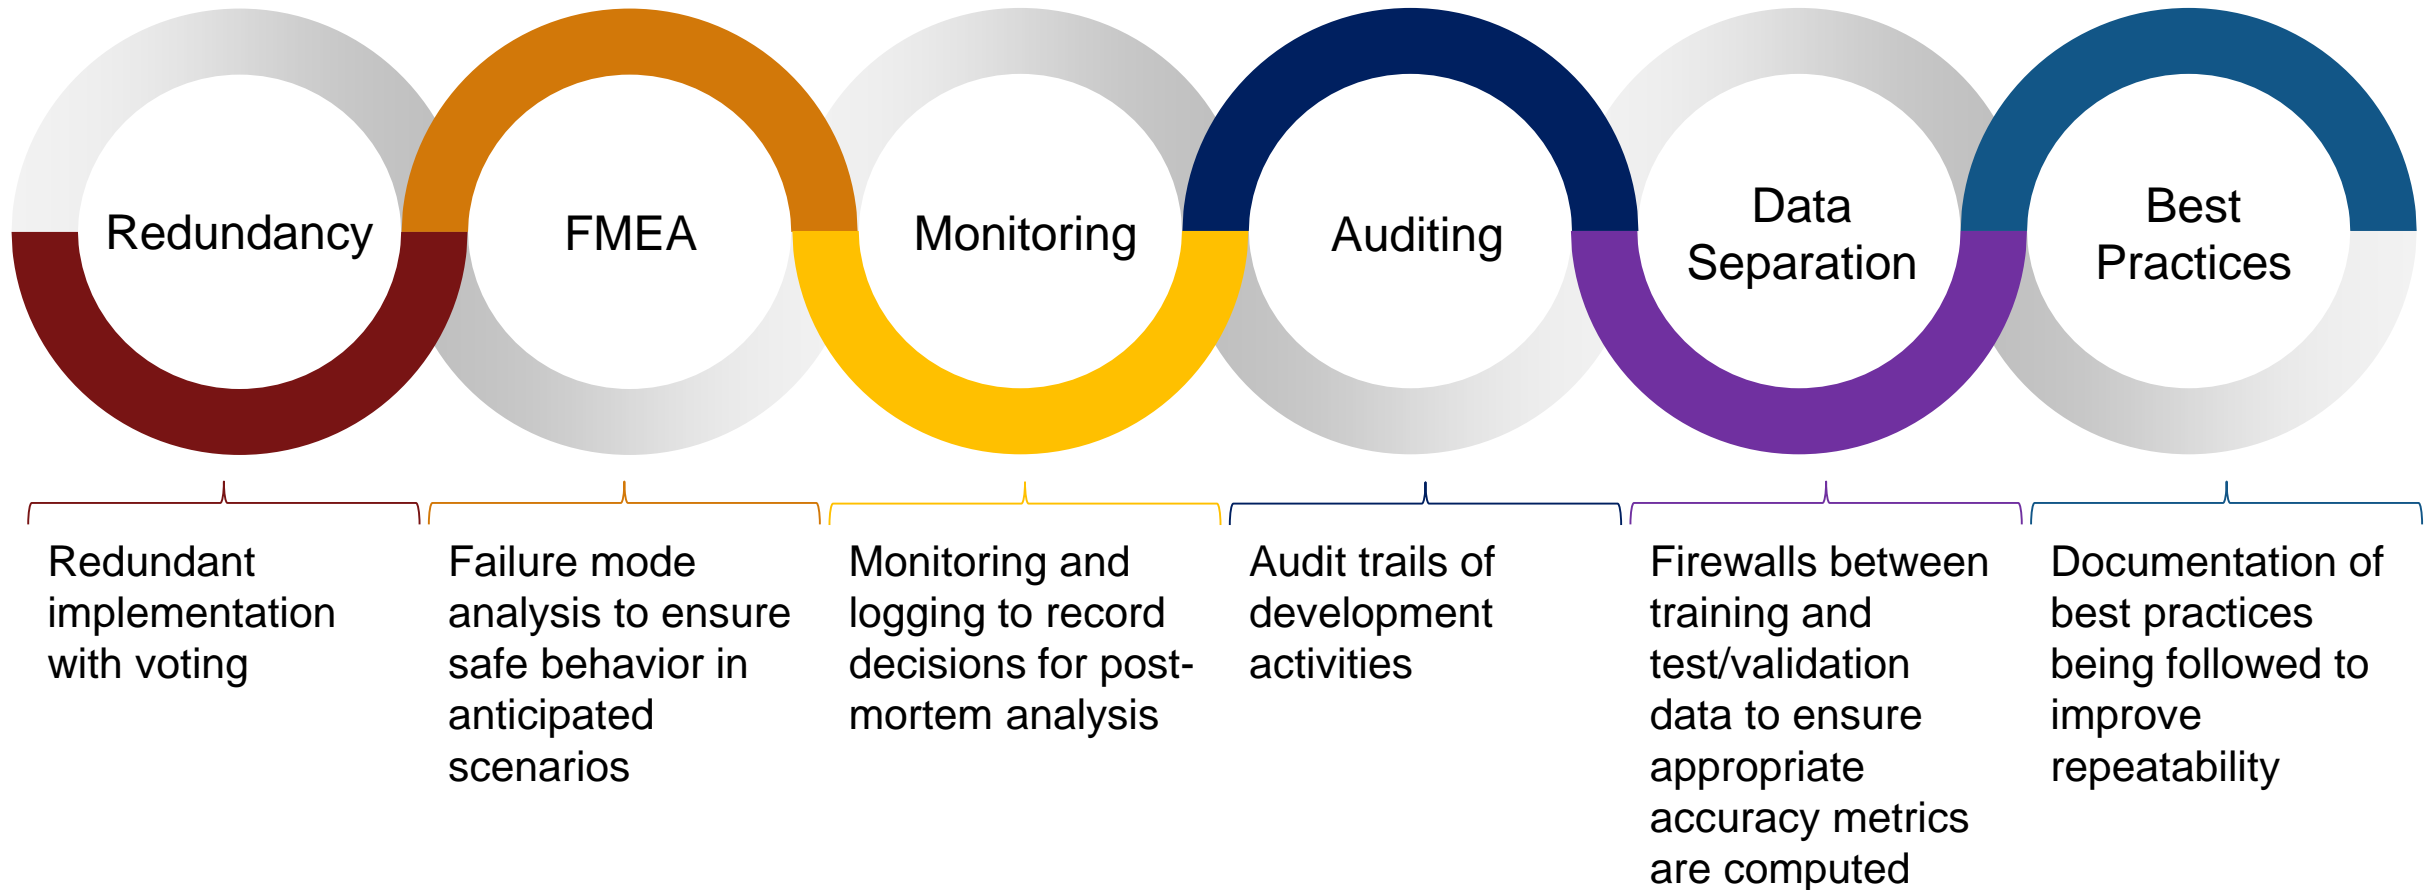 Redundancy
FMEA
Monitoring
Auditing
Data
Separation
Best
Practices
Redundant
implementation
with voting
Failure mode
analysis to ensure
safe behavior in
anticipated
scenarios
Monitoring and
logging to record
decisions for post-
mortem analysis
Audit trails of
development
activities
Firewalls between
training and
test/validation
data to ensure
appropriate
accuracy metrics
are computed
Documentation of
best practices
being followed to
improve
repeatability